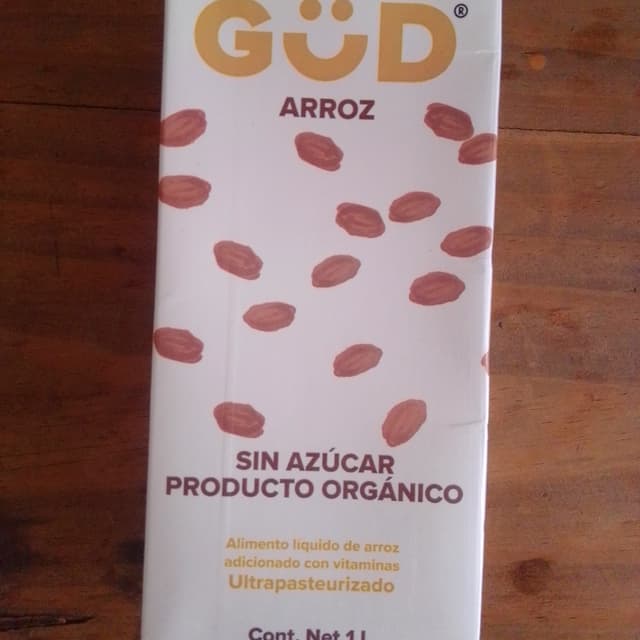 GÜD®
ARROZ
SIN AZÚCAR
PRODUCTO ORGÁNICO
Alimento líquido de arroz
adicionado con vitaminas
Ultrapasteurizado
Cont. Net 1 L